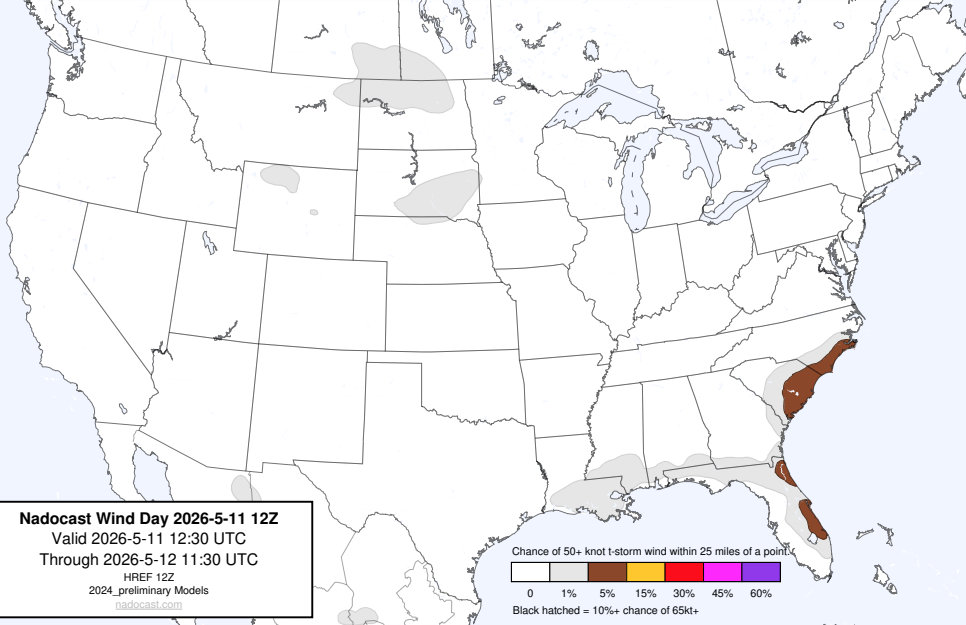 Nadocast Wind Day 2026-5-11 12Z
Valid 2026-5-11 12:30 UTC
Through 2026-5-12 11:30 UTC
HREF 12Z
2024_preliminary Models
nadocast.com
Chance of 50+ knot t-storm wind within 25 miles of a point.
0 1% 5% 15% 30% 45% 60%
Black hatched = 10%+ chance of 65kt+